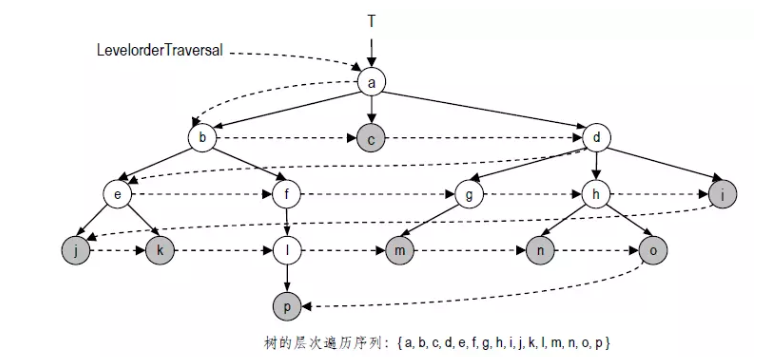 T
LevelorderTraversal
a
b
c
d
e
f
g
h
i
j
k
l
m
n
o
p
树的层次遍历序列：{ a, b, c, d, e, f, g, h, i, j, k, l, m, n, o, p }